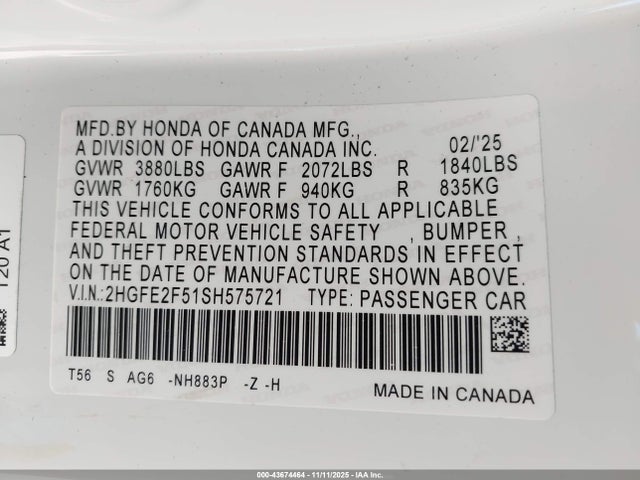 MFD.BY HONDA OF CANADA MFG.,
A DIVISION OF HONDA CANADA INC. 02/'25
GVWR 3880LBS GAWR F 2072LBS R 1840LBS
GVWR 1760KG GAWR F 940KG R 835KG
THIS VEHICLE CONFORMS TO ALL APPLICABLE
FEDERAL MOTOR VEHICLE SAFETY , BUMPER ,
AND THEFT PREVENTION STANDARDS IN EFFECT
ON THE DATE OF MANUFACTURE SHOWN ABOVE.
V.I.N.: 2HGFE2F51SH575721 TYPE: PASSENGER CAR
T56 S AG6 -NH883P -Z -H
MADE IN CANADA
T20 A1
000-43674464 - 11/11/2025 - IAA Inc.